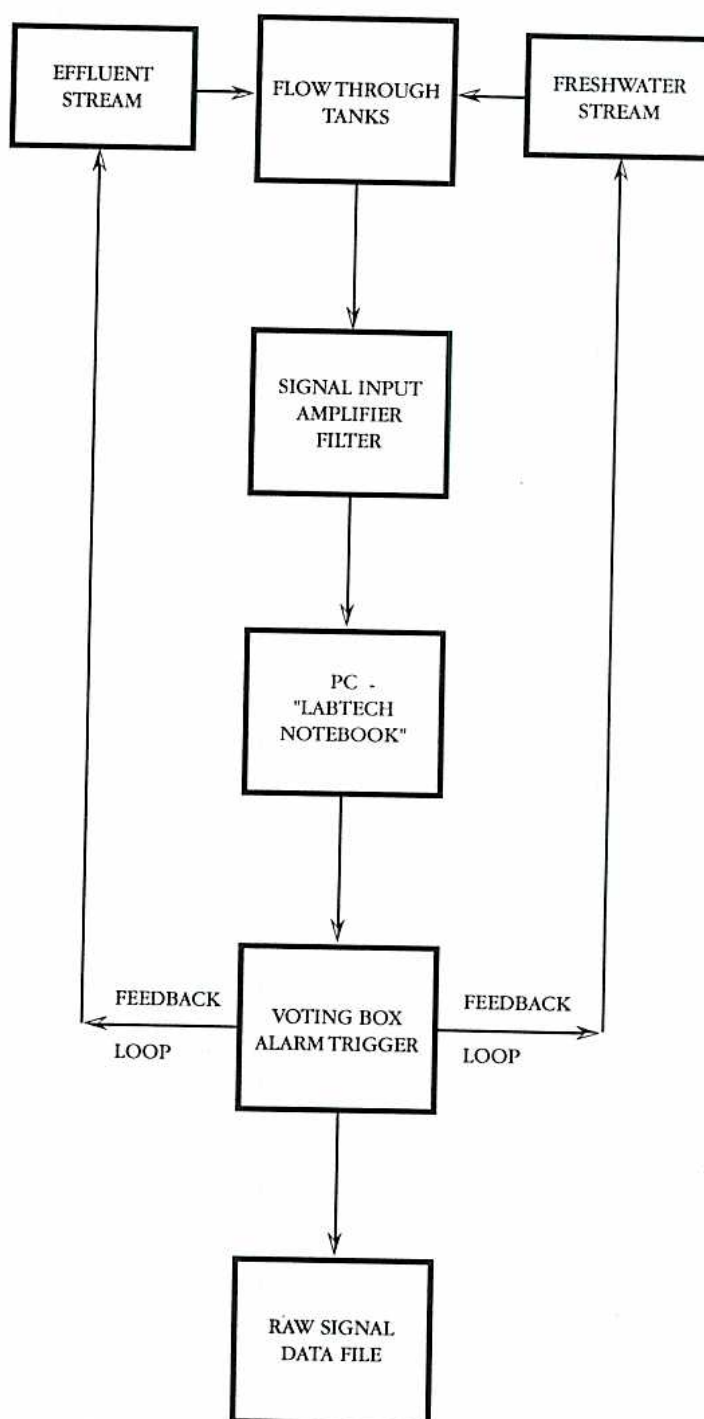 EFFLUENT
STREAM
FLOW THROUGH
TANKS
FRESHWATER
STREAM
SIGNAL INPUT
AMPLIFIER
FILTER
PC -
"LABTECH
NOTEBOOK"
FEEDBACK
LOOP
VOTING BOX
ALARM TRIGGER
FEEDBACK
LOOP
RAW SIGNAL
DATA FILE